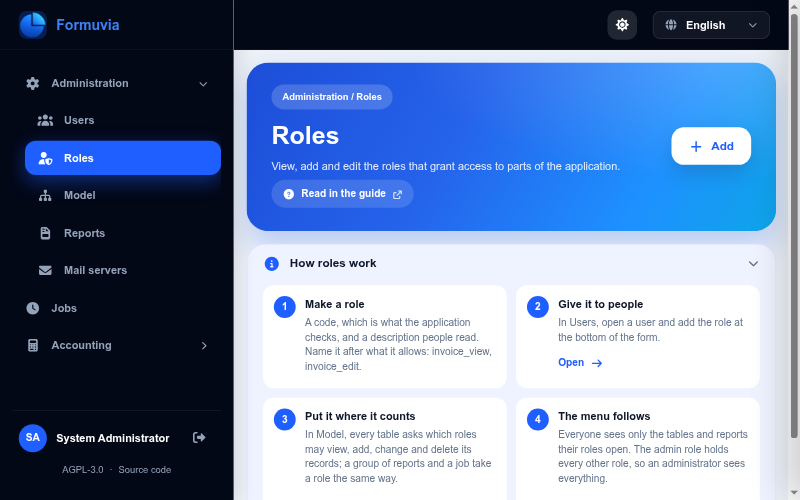 Formuvia
English
Administration
Users
Roles
Model
Reports
Mail servers
Jobs
Accounting
SA
System Administrator
AGPL-3.0 · Source code
Administration / Roles
Roles
View, add and edit the roles that grant access to parts of the application.
Read in the guide
Add
How roles work
1
Make a role
A code, which is what the application
checks, and a description people read.
Name it after what it allows: invoice_view,
invoice_edit.
2
Give it to people
In Users, open a user and add the role at
the bottom of the form.
Open
3
Put it where it counts
In Model, every table asks which roles
may view, add, change and delete its
records; a group of reports and a job take
a role the same way.
4
The menu follows
Everyone sees only the tables and reports
their roles open. The admin role holds
every other role, so an administrator sees
everything.